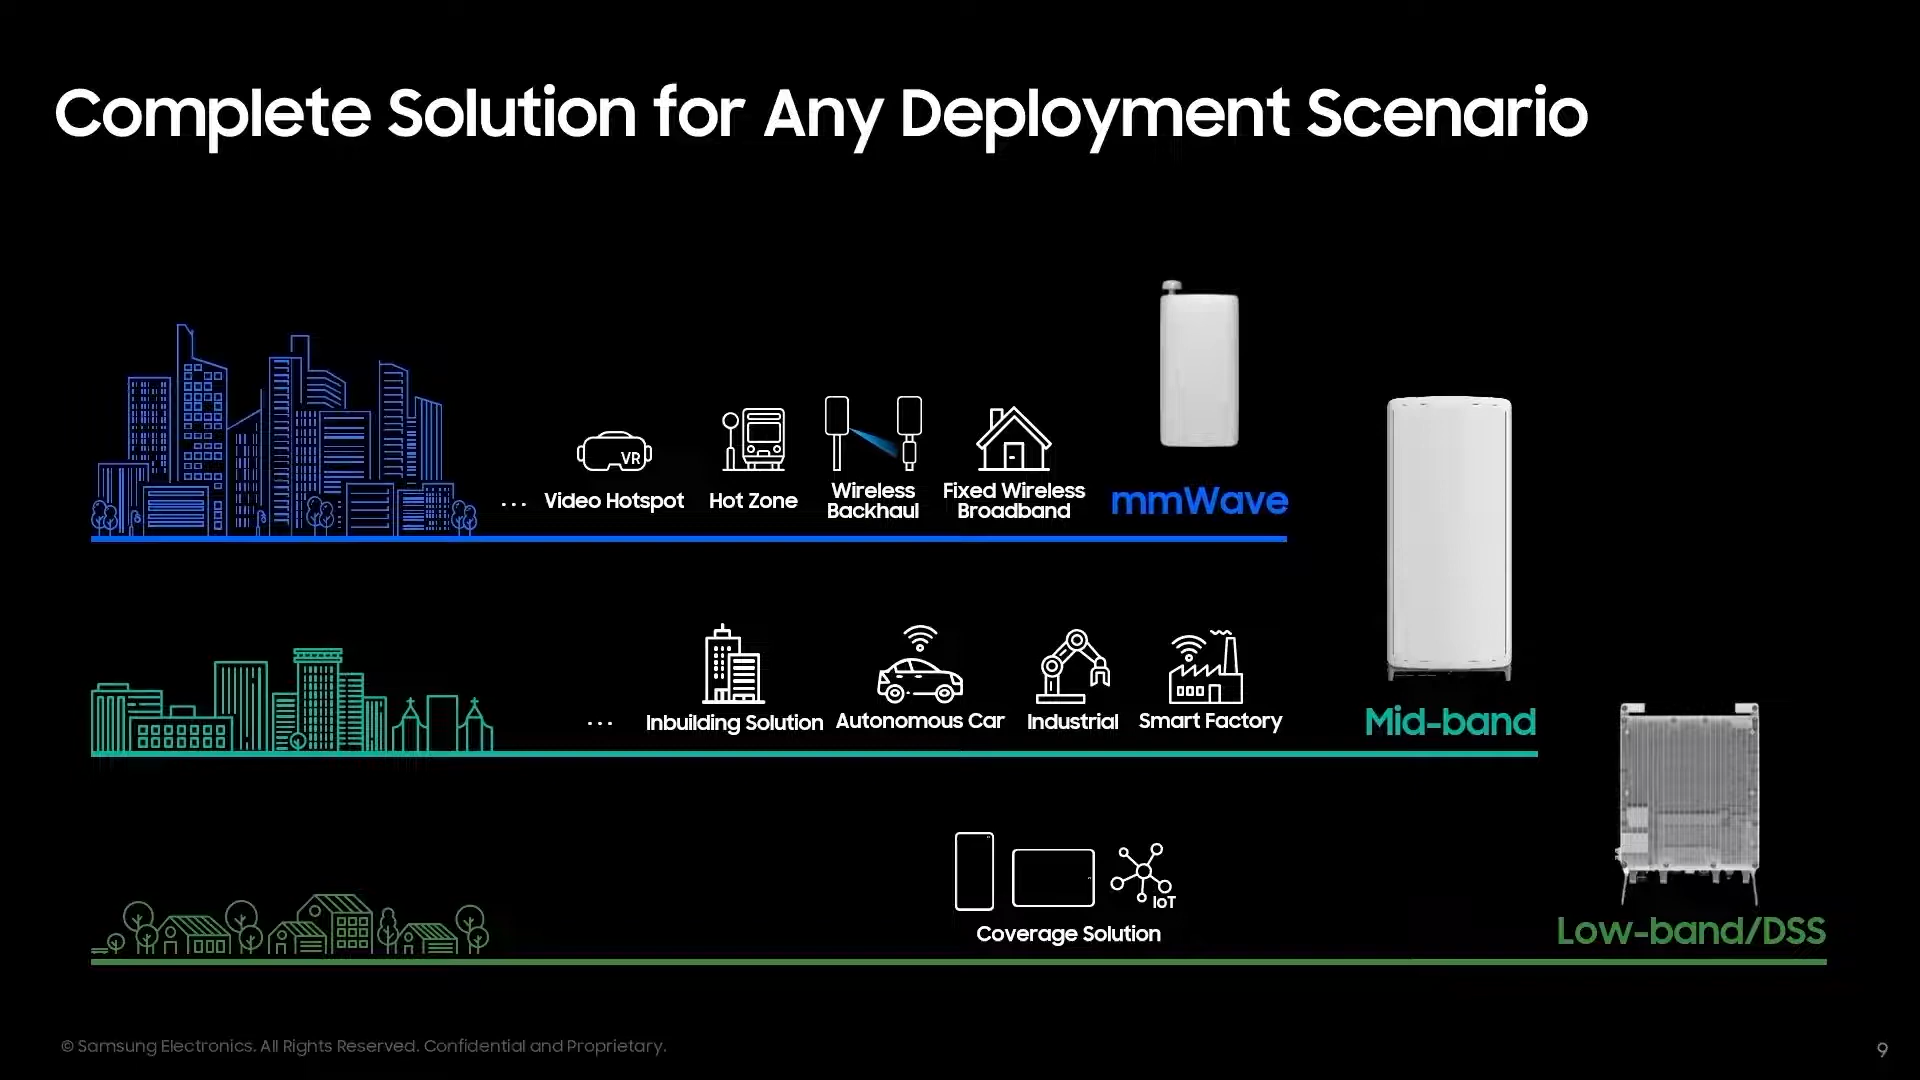 Complete Solution for Any Deployment Scenario
VR
... Video Hotspot
Hot Zone
Wireless
Backhaul
Fixed Wireless
Broadband
mmWave
... Inbuilding Solution
Autonomous Car
Industrial
Smart Factory
Mid-band
IoT
Coverage Solution
Low-band/DSS
© Samsung Electronics. All Rights Reserved. Confidential and Proprietary.
9